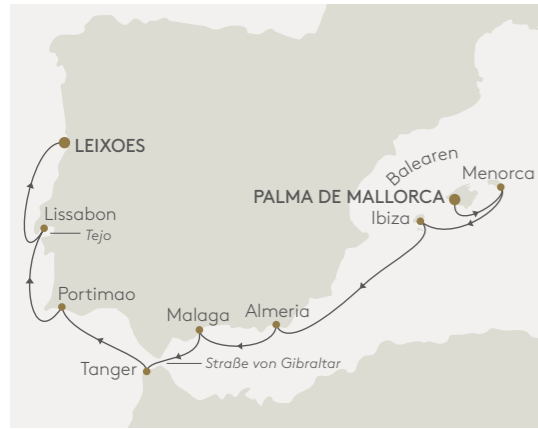 LEIXOES
Balearen
Menorca
PALMA DE MALLORCA
Ibiza
Lissabon
Tejo
Portimao
Malaga
Almeria
Straße von Gibraltar
Tanger